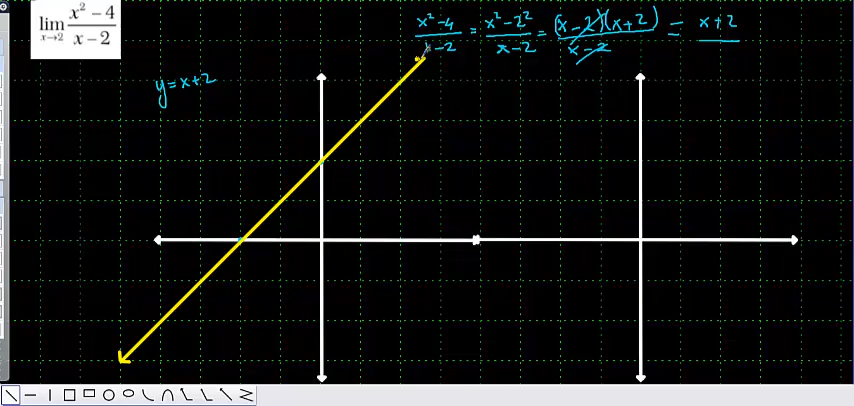 lim x→2 (x² − 4)/(x − 2)
(x²-4)/(x-2) = (x²-2²)/(x-2) = (x-2)(x+2)/(x-2) = x+2
y=x+2